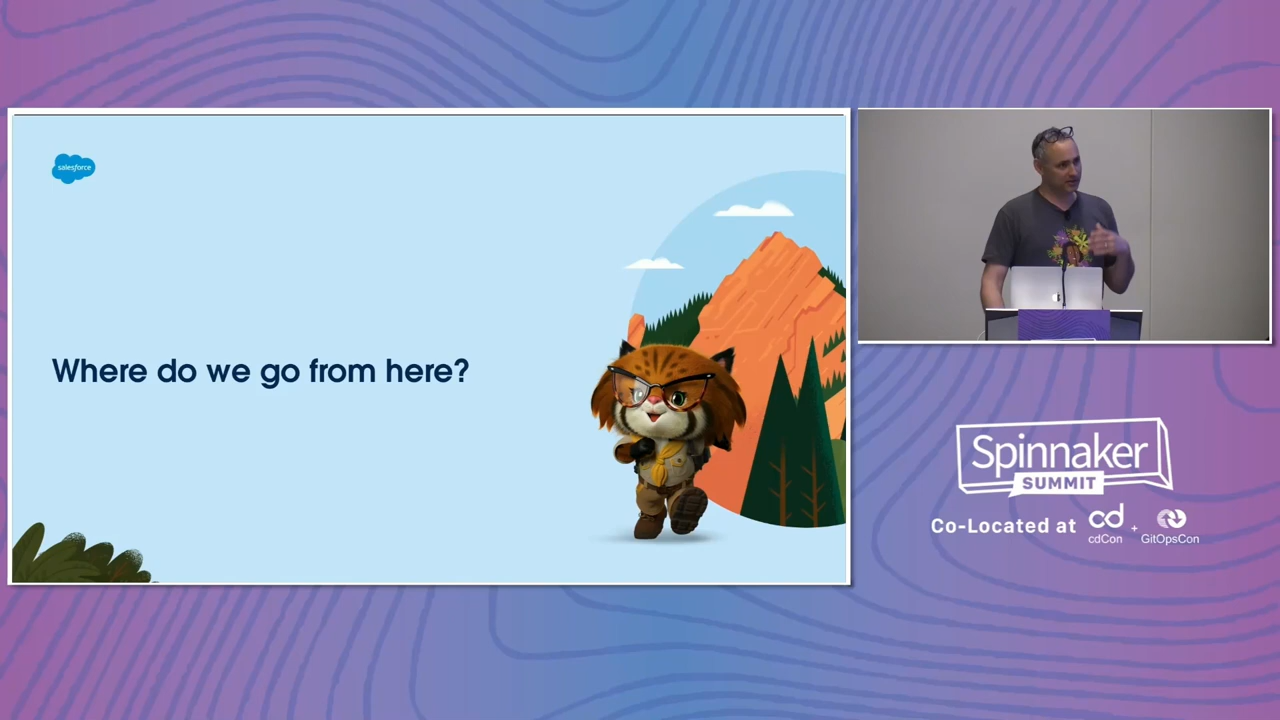 salesforce
Where do we go from here?
Spinnaker
SUMMIT
Co-Located at
cd
cdCon
+
GitOpsCon